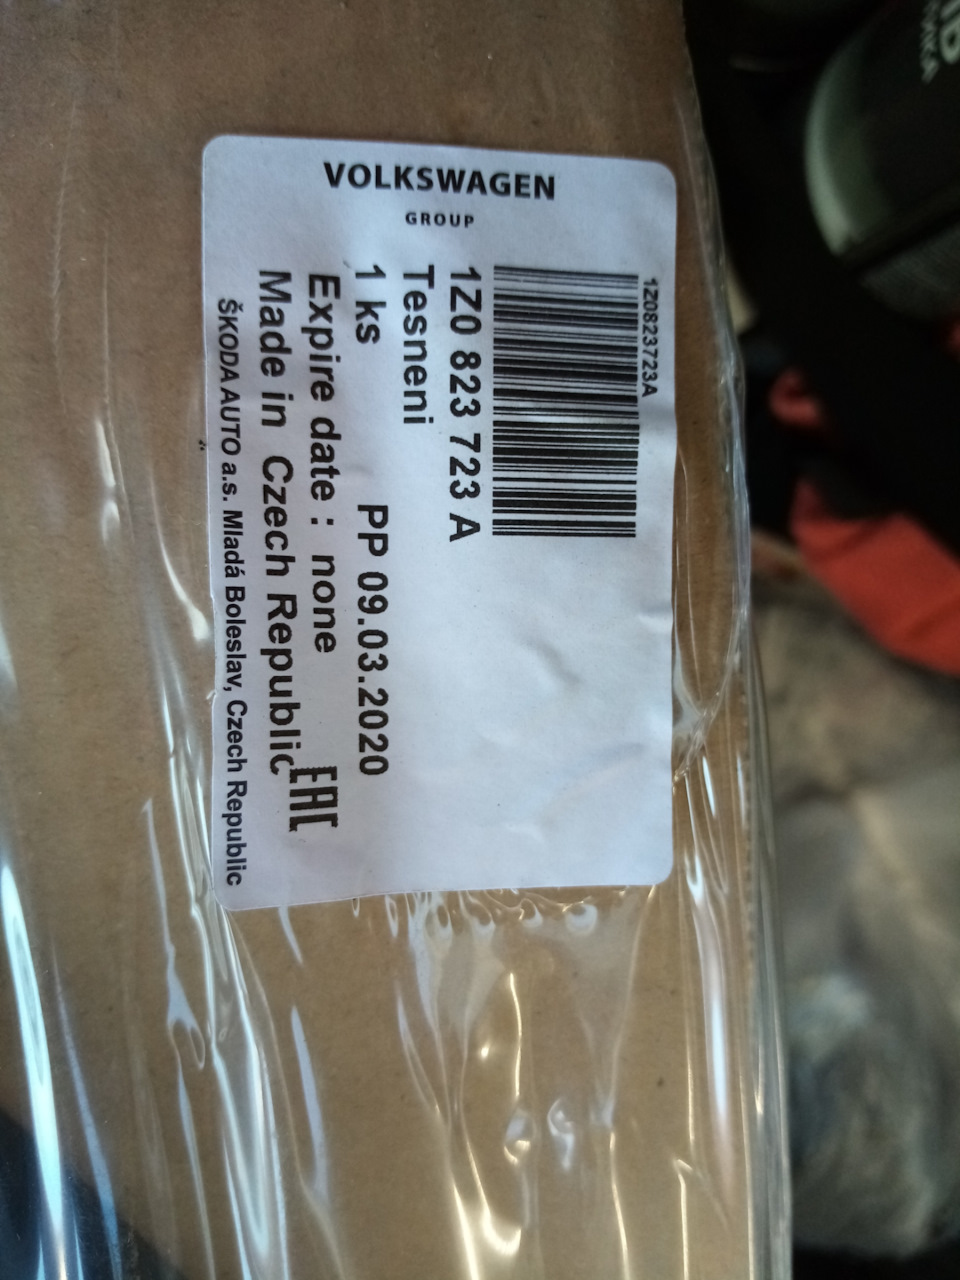 VOLKSWAGEN
GROUP
1Z0823723A
1Z0 823 723 A
Tesneni
1 ks PP 09.03.2020
Expire date : none
EAC
Made in Czech Republic
ŠKODA AUTO a.s. Mladá Boleslav, Czech Republic